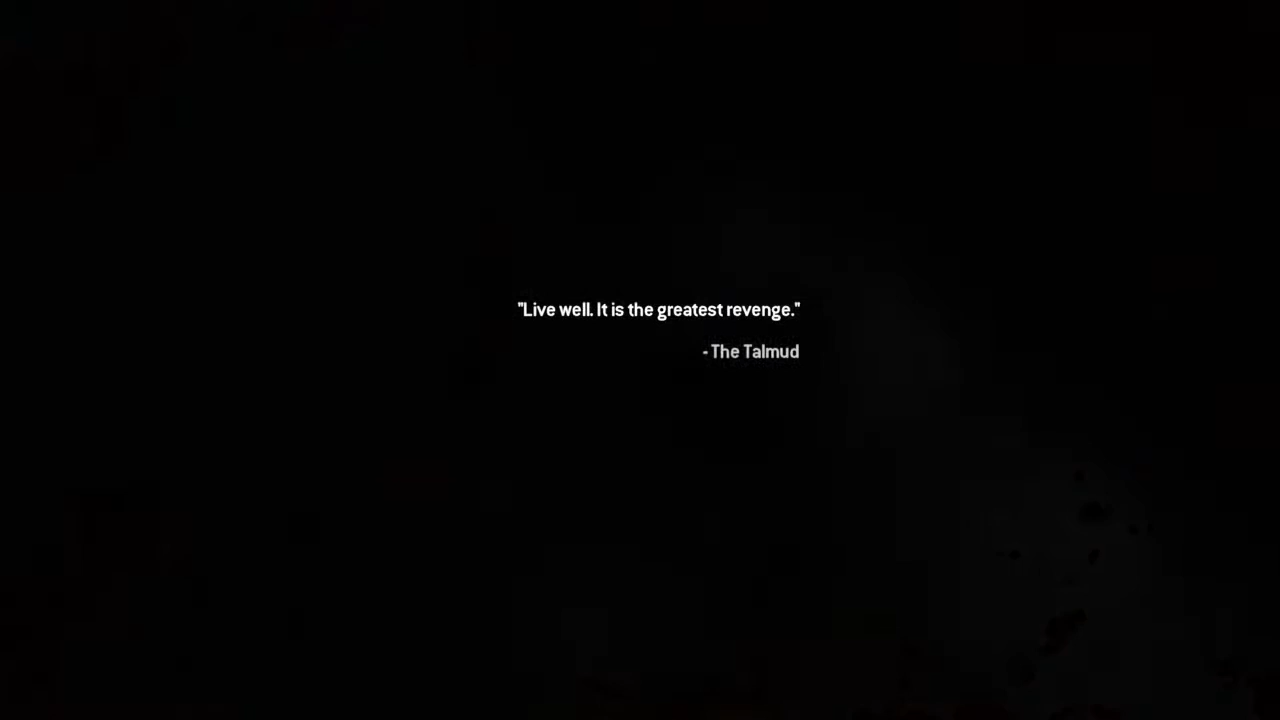 "Live well. It is the greatest revenge."
- The Talmud